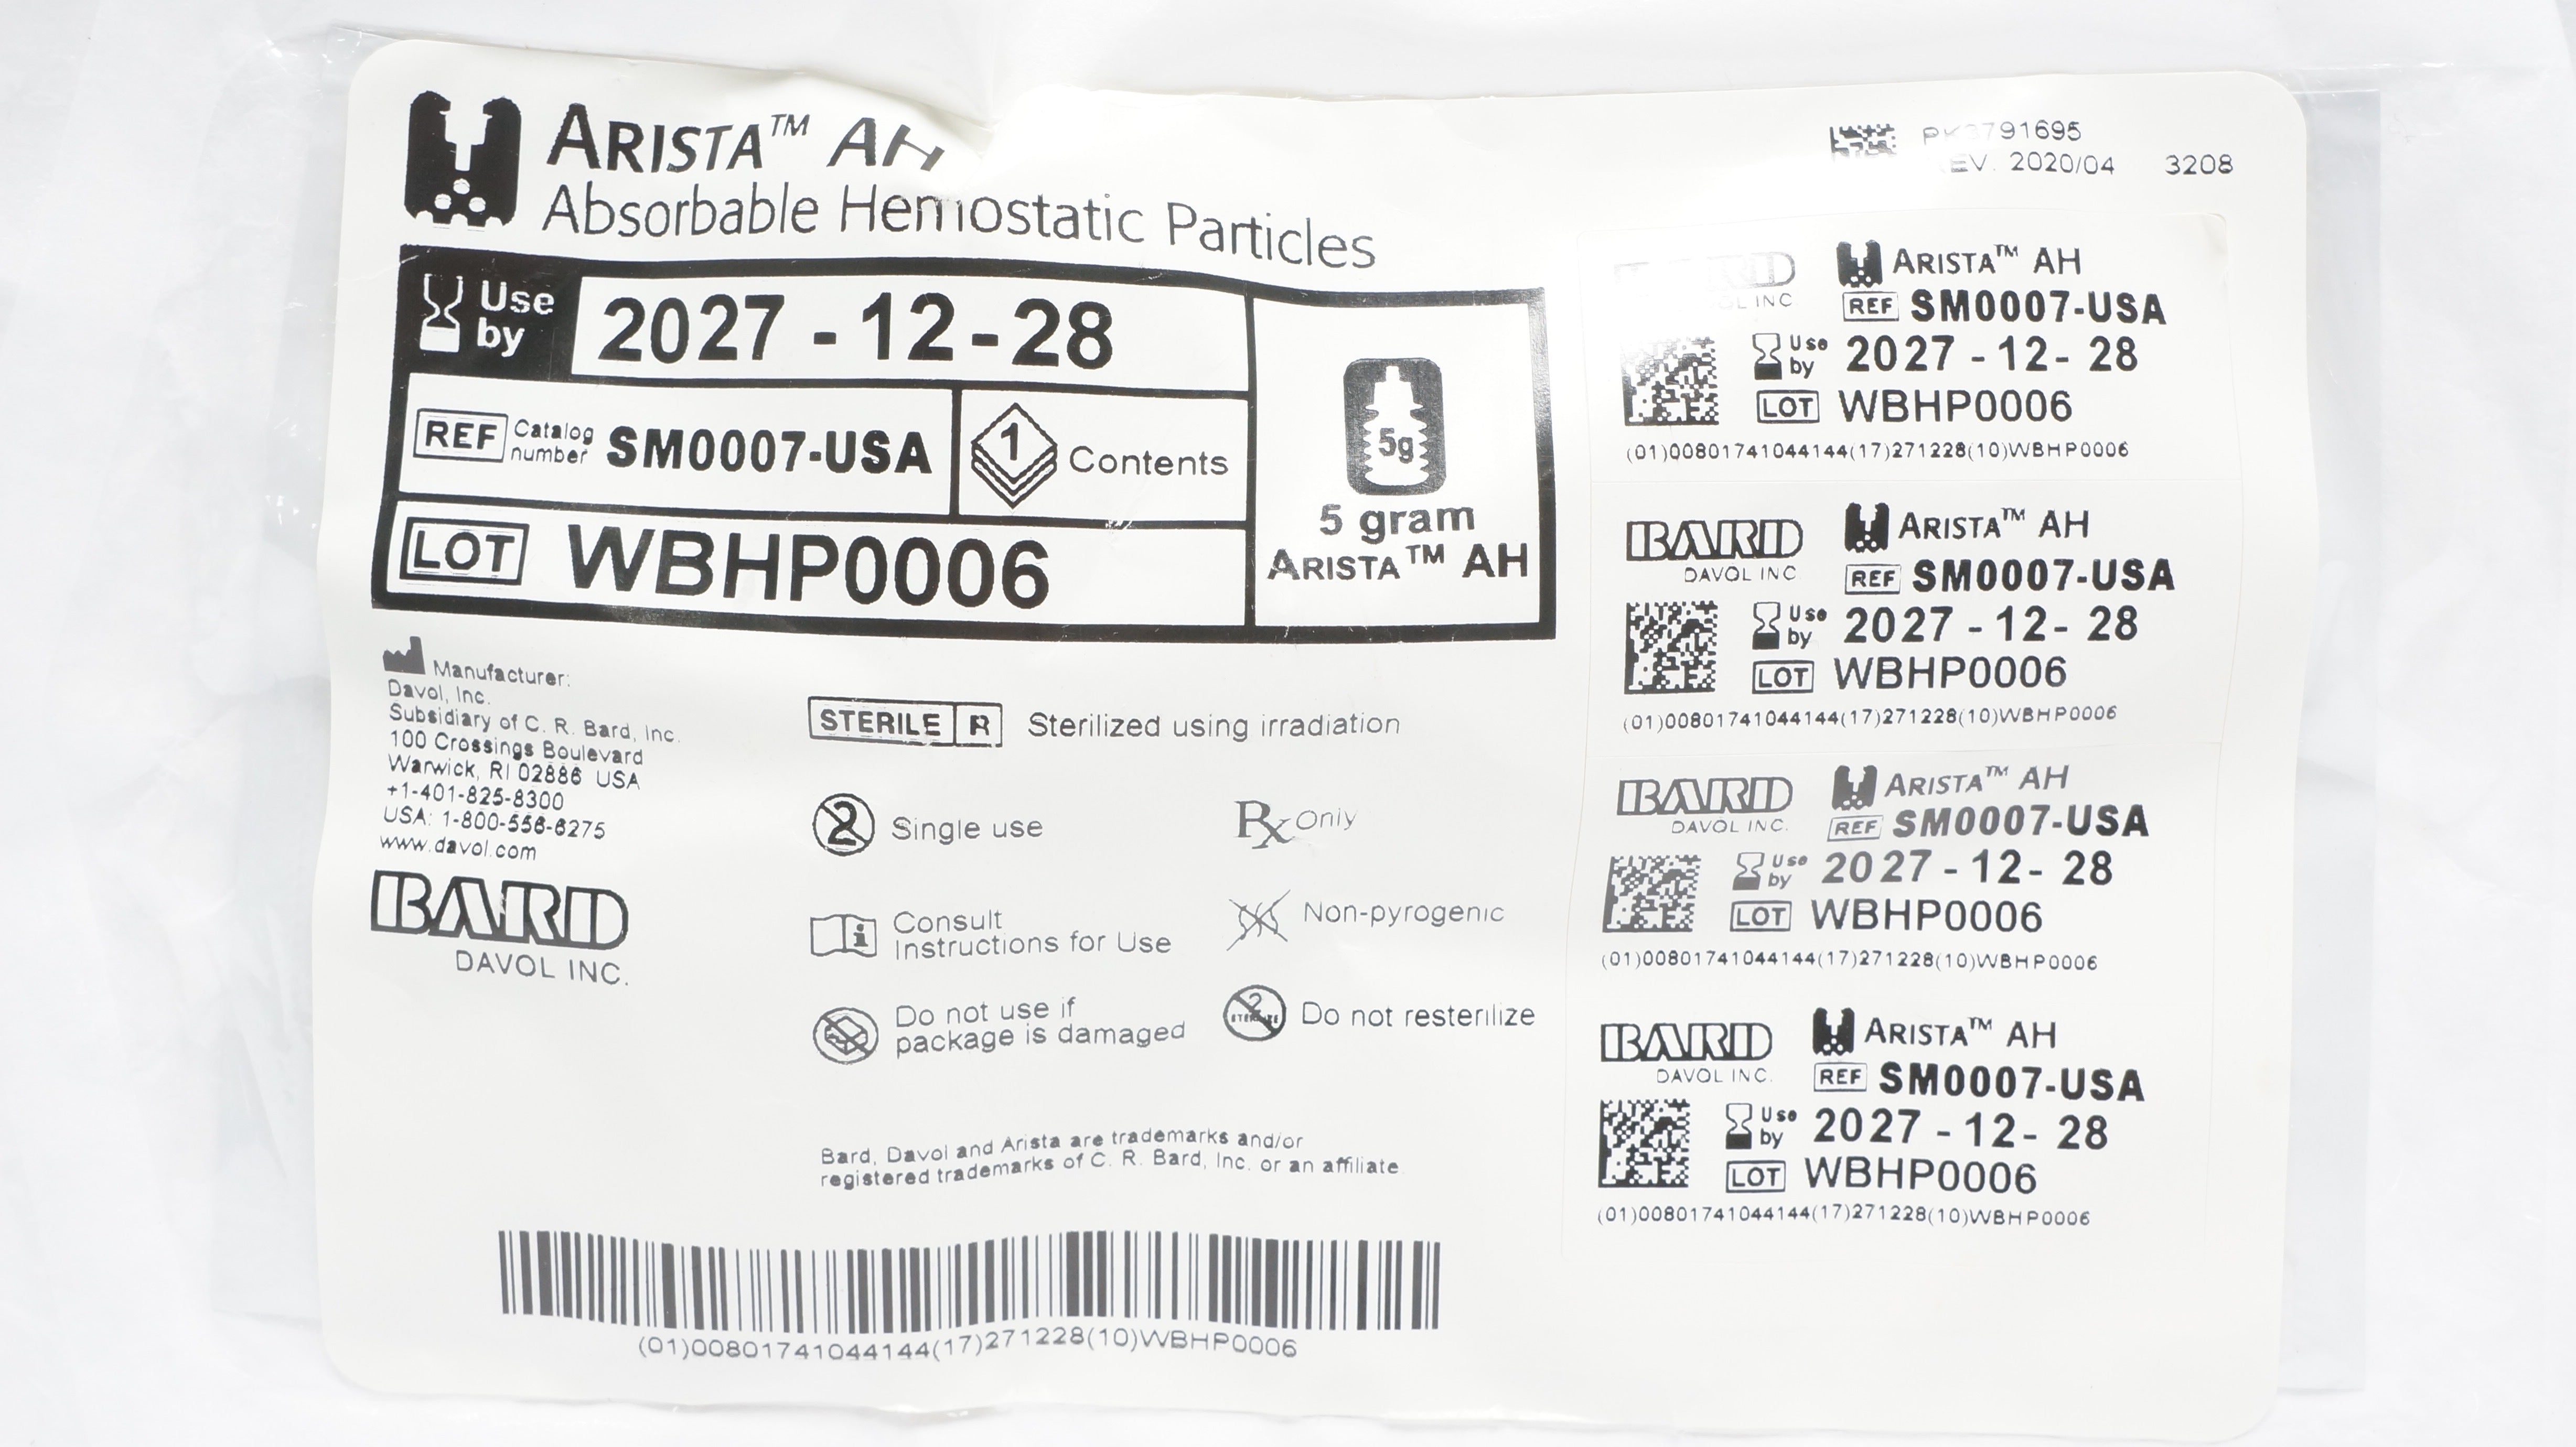 ARISTA™ AH
Absorbable Hemostatic Particles
Use by 2027-12-28
REF Catalog number SM0007-USA
1 Contents
LOT WBHP0006
5g
5 gram
ARISTA™ AH
Manufacturer:
Davol, Inc.
Subsidiary of C. R. Bard, Inc.
100 Crossings Boulevard
Warwick, RI 02886 USA
+1-401-825-8300
USA: 1-800-556-6275
www.davol.com
BARD
DAVOL INC.
STERILE R Sterilized using irradiation
2 Single use
Rx Only
Consult
Instructions for Use
Non-pyrogenic
Do not use if
package is damaged
2 STERILIZE Do not resterilize
Bard, Davol and Arista are trademarks and/or
registered trademarks of C. R. Bard, Inc. or an affiliate.
(01)00801741044144(17)271228(10)WBHP0006
3791695
REV. 2020/04 3208
BARD
DAVOL INC.
ARISTA™ AH
REF SM0007-USA
Use by 2027-12-28
LOT WBHP0006
(01)00801741044144(17)271228(10)WBHP0006
BARD
DAVOL INC
ARISTA™ AH
REF SM0007-USA
Use by 2027-12-28
LOT WBHP0006
(01)00801741044144(17)271228(10)WBHP0006
BARD
DAVOL INC.
ARISTA™ AH
REF SM0007-USA
Use by 2027-12-28
LOT WBHP0006
(01)00801741044144(17)271228(10)WBHP0006
BARD
DAVOL INC.
ARISTA™ AH
REF SM0007-USA
Use by 2027-12-28
LOT WBHP0006
(01)00801741044144(17)271228(10)WBHP0006